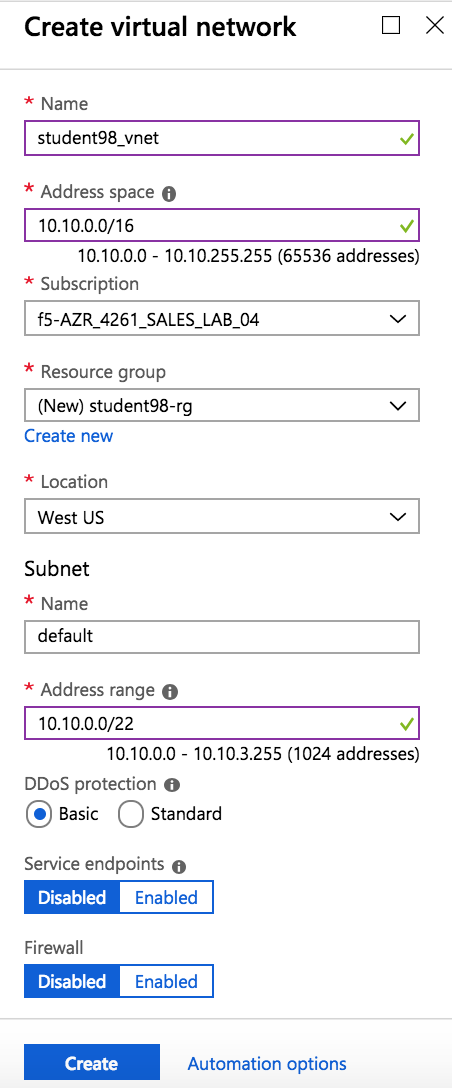 Create virtual network
* Name
student98_vnet
* Address space
10.10.0.0/16
10.10.0.0 - 10.10.255.255 (65536 addresses)
* Subscription
f5-AZR_4261_SALES_LAB_04
* Resource group
(New) student98-rg
Create new
* Location
West US
Subnet
* Name
default
* Address range
10.10.0.0/22
10.10.0.0 - 10.10.3.255 (1024 addresses)
DDoS protection
Basic Standard
Service endpoints
Disabled Enabled
Firewall
Disabled Enabled
Create Automation options